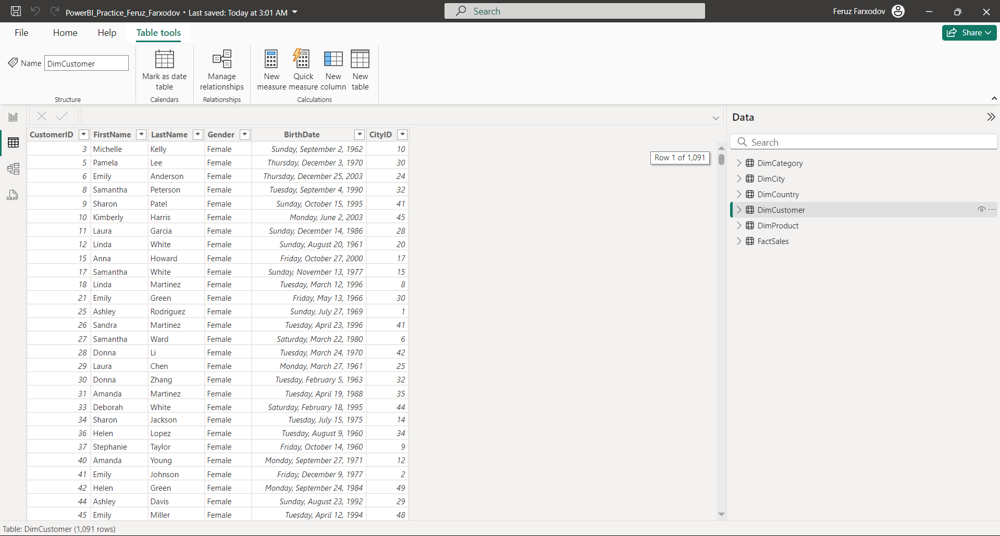 PowerBI_Practice_Feruz_Farxodov • Last saved: Today at 3:01 AM
Search
Feruz Farxodov
File Home Help Table tools
Share
Name DimCustomer
Mark as date table
Manage relationships
New measure
Quick measure
New column
New table
Structure Calendars Relationships Calculations
CustomerID FirstName LastName Gender BirthDate CityID
3 Michelle Kelly Female Sunday, September 2, 1962 10
5 Pamela Lee Female Thursday, December 3, 1970 30
6 Emily Anderson Female Thursday, December 25, 2003 24
8 Samantha Peterson Female Tuesday, September 4, 1990 32
9 Sharon Patel Female Sunday, October 15, 1995 41
10 Kimberly Harris Female Monday, June 2, 2003 45
11 Laura Garcia Female Sunday, December 14, 1986 28
12 Linda White Female Sunday, August 20, 1961 20
15 Anna Howard Female Friday, October 27, 2000 17
17 Samantha White Female Sunday, November 13, 1977 15
18 Linda Martinez Female Tuesday, March 12, 1996 8
21 Emily Green Female Friday, May 13, 1966 30
25 Ashley Rodriguez Female Sunday, July 27, 1969 1
26 Sandra Martinez Female Tuesday, April 23, 1996 41
27 Samantha Ward Female Saturday, March 22, 1980 6
28 Donna Li Female Tuesday, March 24, 1970 42
29 Laura Chen Female Monday, March 27, 1961 25
30 Donna Zhang Female Tuesday, February 5, 1963 32
31 Amanda Martinez Female Tuesday, April 19, 1988 35
33 Deborah White Female Saturday, February 18, 1995 44
34 Sharon Jackson Female Tuesday, July 15, 1975 14
36 Helen Lopez Female Tuesday, August 9, 1960 34
37 Stephanie Taylor Female Friday, October 14, 1960 9
40 Amanda Young Female Monday, September 27, 1971 12
41 Emily Johnson Female Friday, December 9, 1977 2
42 Helen Green Female Monday, September 24, 1984 49
44 Ashley Davis Female Sunday, August 23, 1992 29
45 Emily Miller Female Tuesday, April 12, 1994 48
Row 1 of 1,091
DAX
Data
Search
DimCategory
DimCity
DimCountry
DimCustomer
DimProduct
FactSales
Table: DimCustomer (1,091 rows)